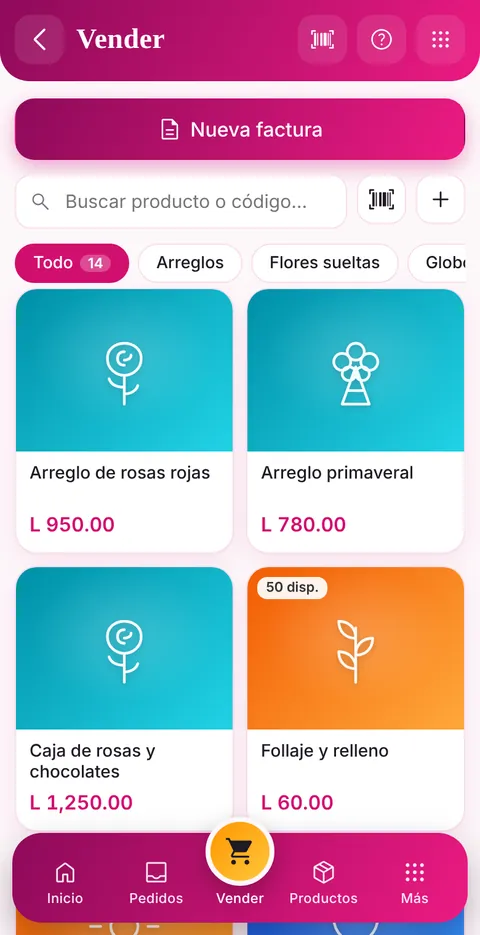 Vender
Nueva factura
Buscar producto o código...
Todo 14
Arreglos
Flores sueltas
Globo
Arreglo de rosas rojas
L 950.00
Arreglo primaveral
L 780.00
Caja de rosas y
chocolates
L 1,250.00
50 disp.
Follaje y relleno
L 60.00
Inicio
Pedidos
Vender
Productos
Más